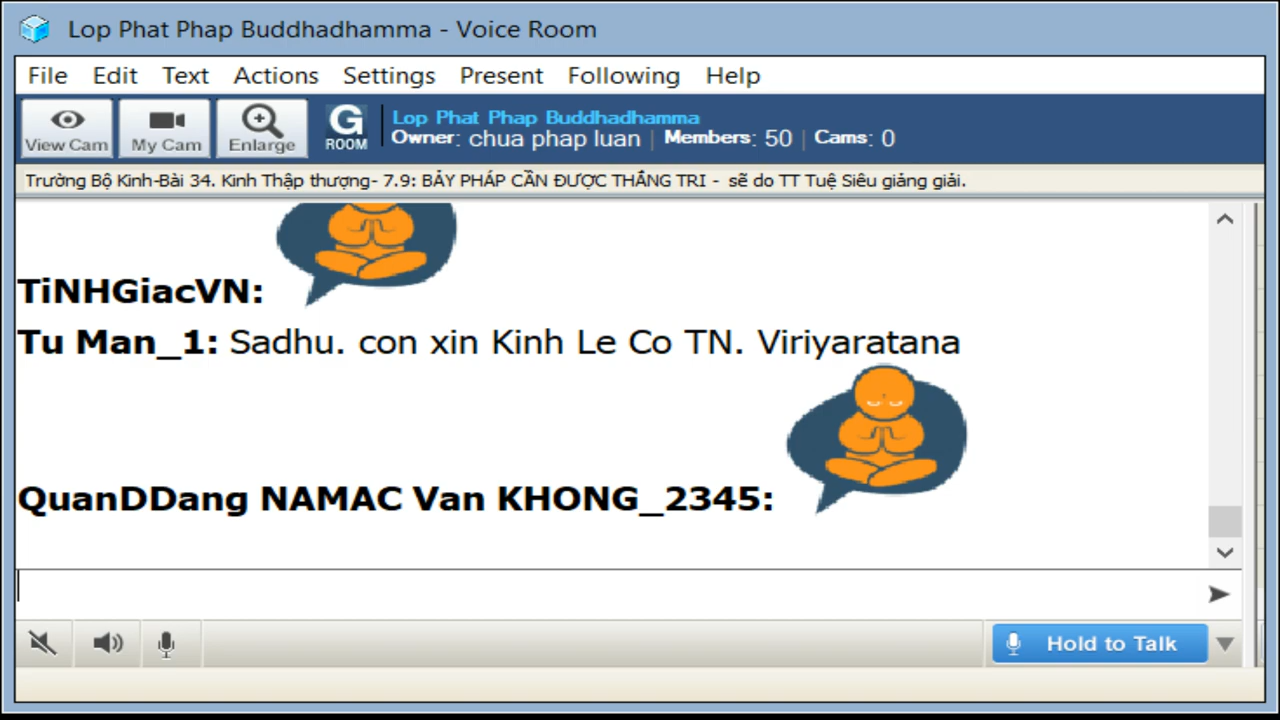 Lop Phat Phap Buddhadhamma - Voice Room
File Edit Text Actions Settings Present Following Help
View Cam My Cam Enlarge G ROOM
Lop Phat Phap Buddhadhamma
Owner: chua phap luan | Members: 50 | Cams: 0
Trường Bộ Kinh-Bài 34. Kinh Thập thượng- 7.9: BẢY PHÁP CẦN ĐƯỢC THẮNG TRI - sẽ do TT Tuệ Siêu giảng giải.
TiNHGiacVN:
Tu Man_1: Sadhu. con xin Kinh Le Co TN. Viriyaratana
QuanDDang NAMAC Van KHONG_2345:
Hold to Talk